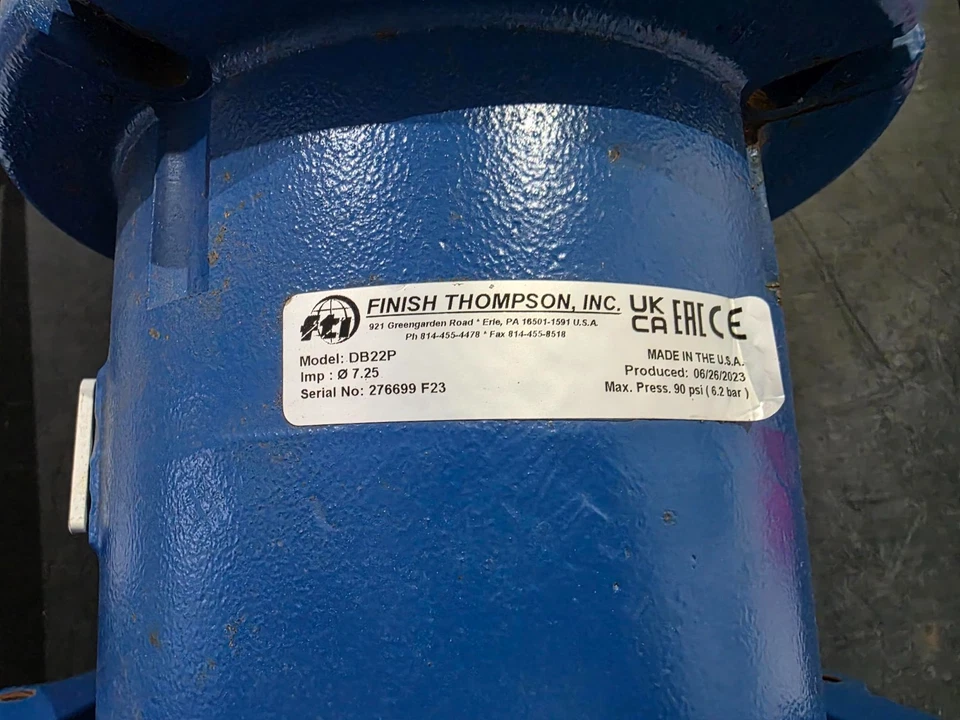 fti FINISH THOMPSON, INC. UK CA EAC CE
921 Greengarden Road * Erie, PA 16501-1591 U.S.A.
Ph 814-455-4478 * Fax 814-455-8518
Model: DB22P
Imp : Ø 7.25
Serial No: 276699 F23
MADE IN THE U.S.A.
Produced: 06/26/2023
Max. Press. 90 psi ( 6.2 bar )